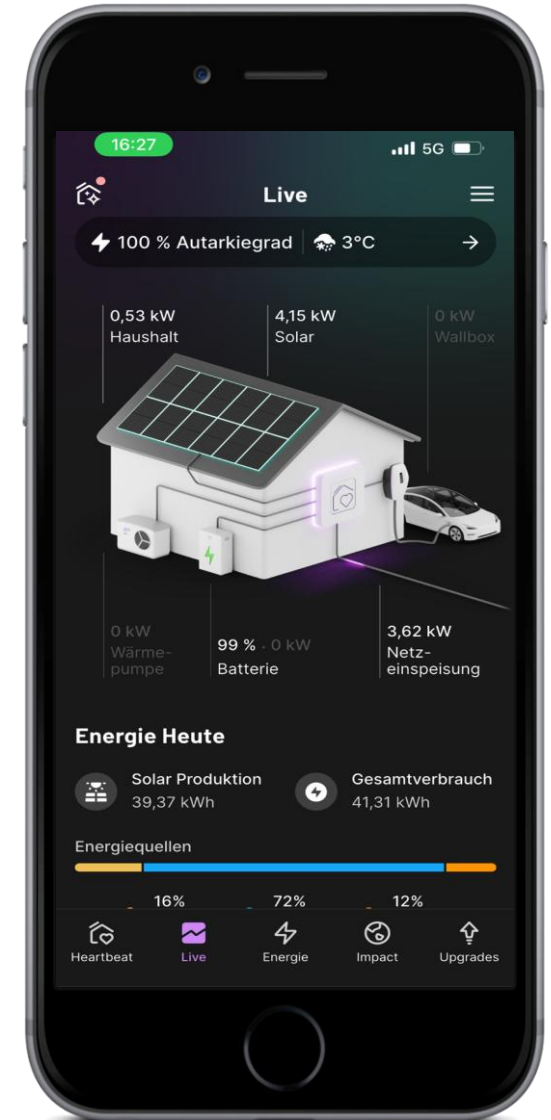 16:27
5G
Live
100 % Autarkiegrad
3°C
0,53 kW
Haushalt
4,15 kW
Solar
0 kW
Wallbox
0 kW
Wärme-
pumpe
99 % · 0 kW
Batterie
3,62 kW
Netz-
einspeisung
Energie Heute
Solar Produktion
39,37 kWh
Gesamtverbrauch
41,31 kWh
Energiequellen
16%
72%
12%
Heartbeat
Live
Energie
Impact
Upgrades